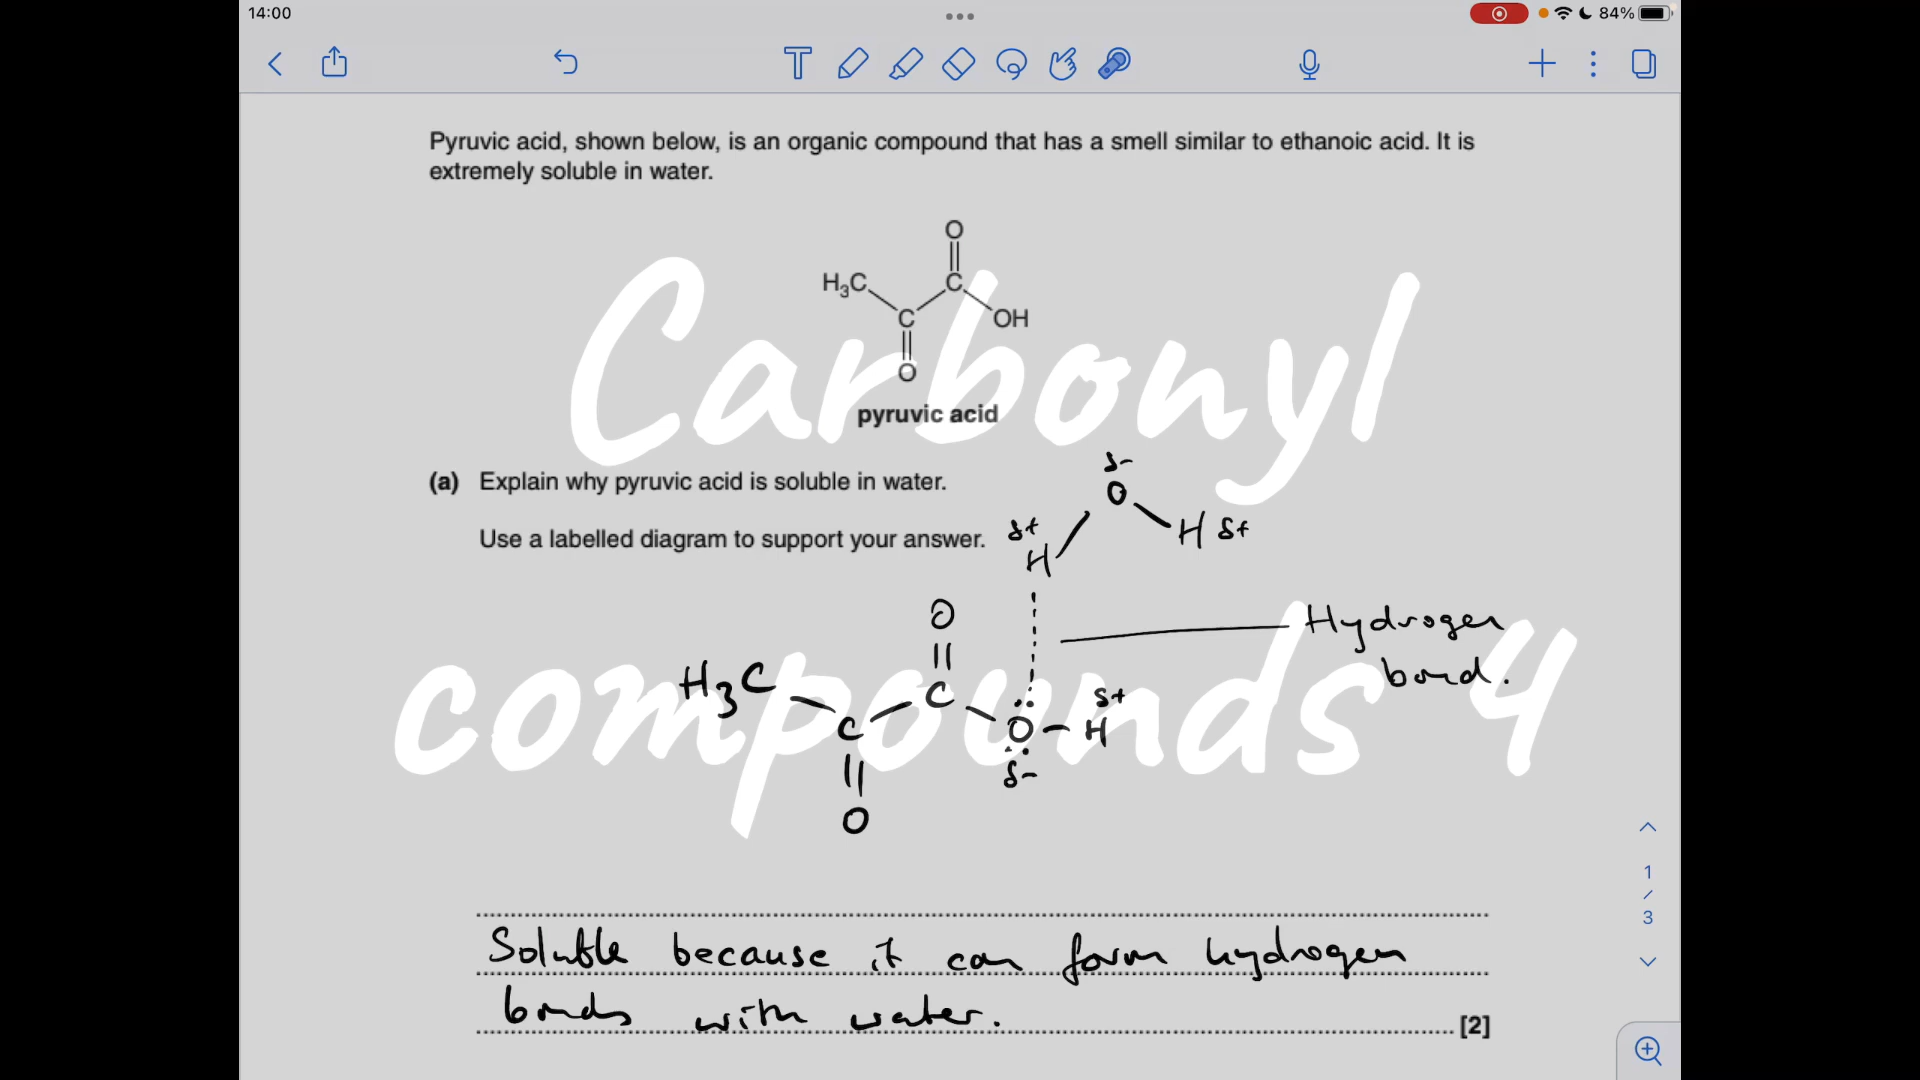 14:00
84%
Pyruvic acid, shown below, is an organic compound that has a smell similar to ethanoic acid. It is
extremely soluble in water.
O
H₃C
C
C
OH
O
pyruvic acid
Carbonyl
compounds 4
(a) Explain why pyruvic acid is soluble in water.
Use a labelled diagram to support your answer.
δ-
O
δ+
H
H δ+
Hydrogen
bond.
O
||
H₃C
C
C
O - H
δ+
δ-
||
O
1
/
3
Soluble because it can form hydrogen
bonds with water.
[2]